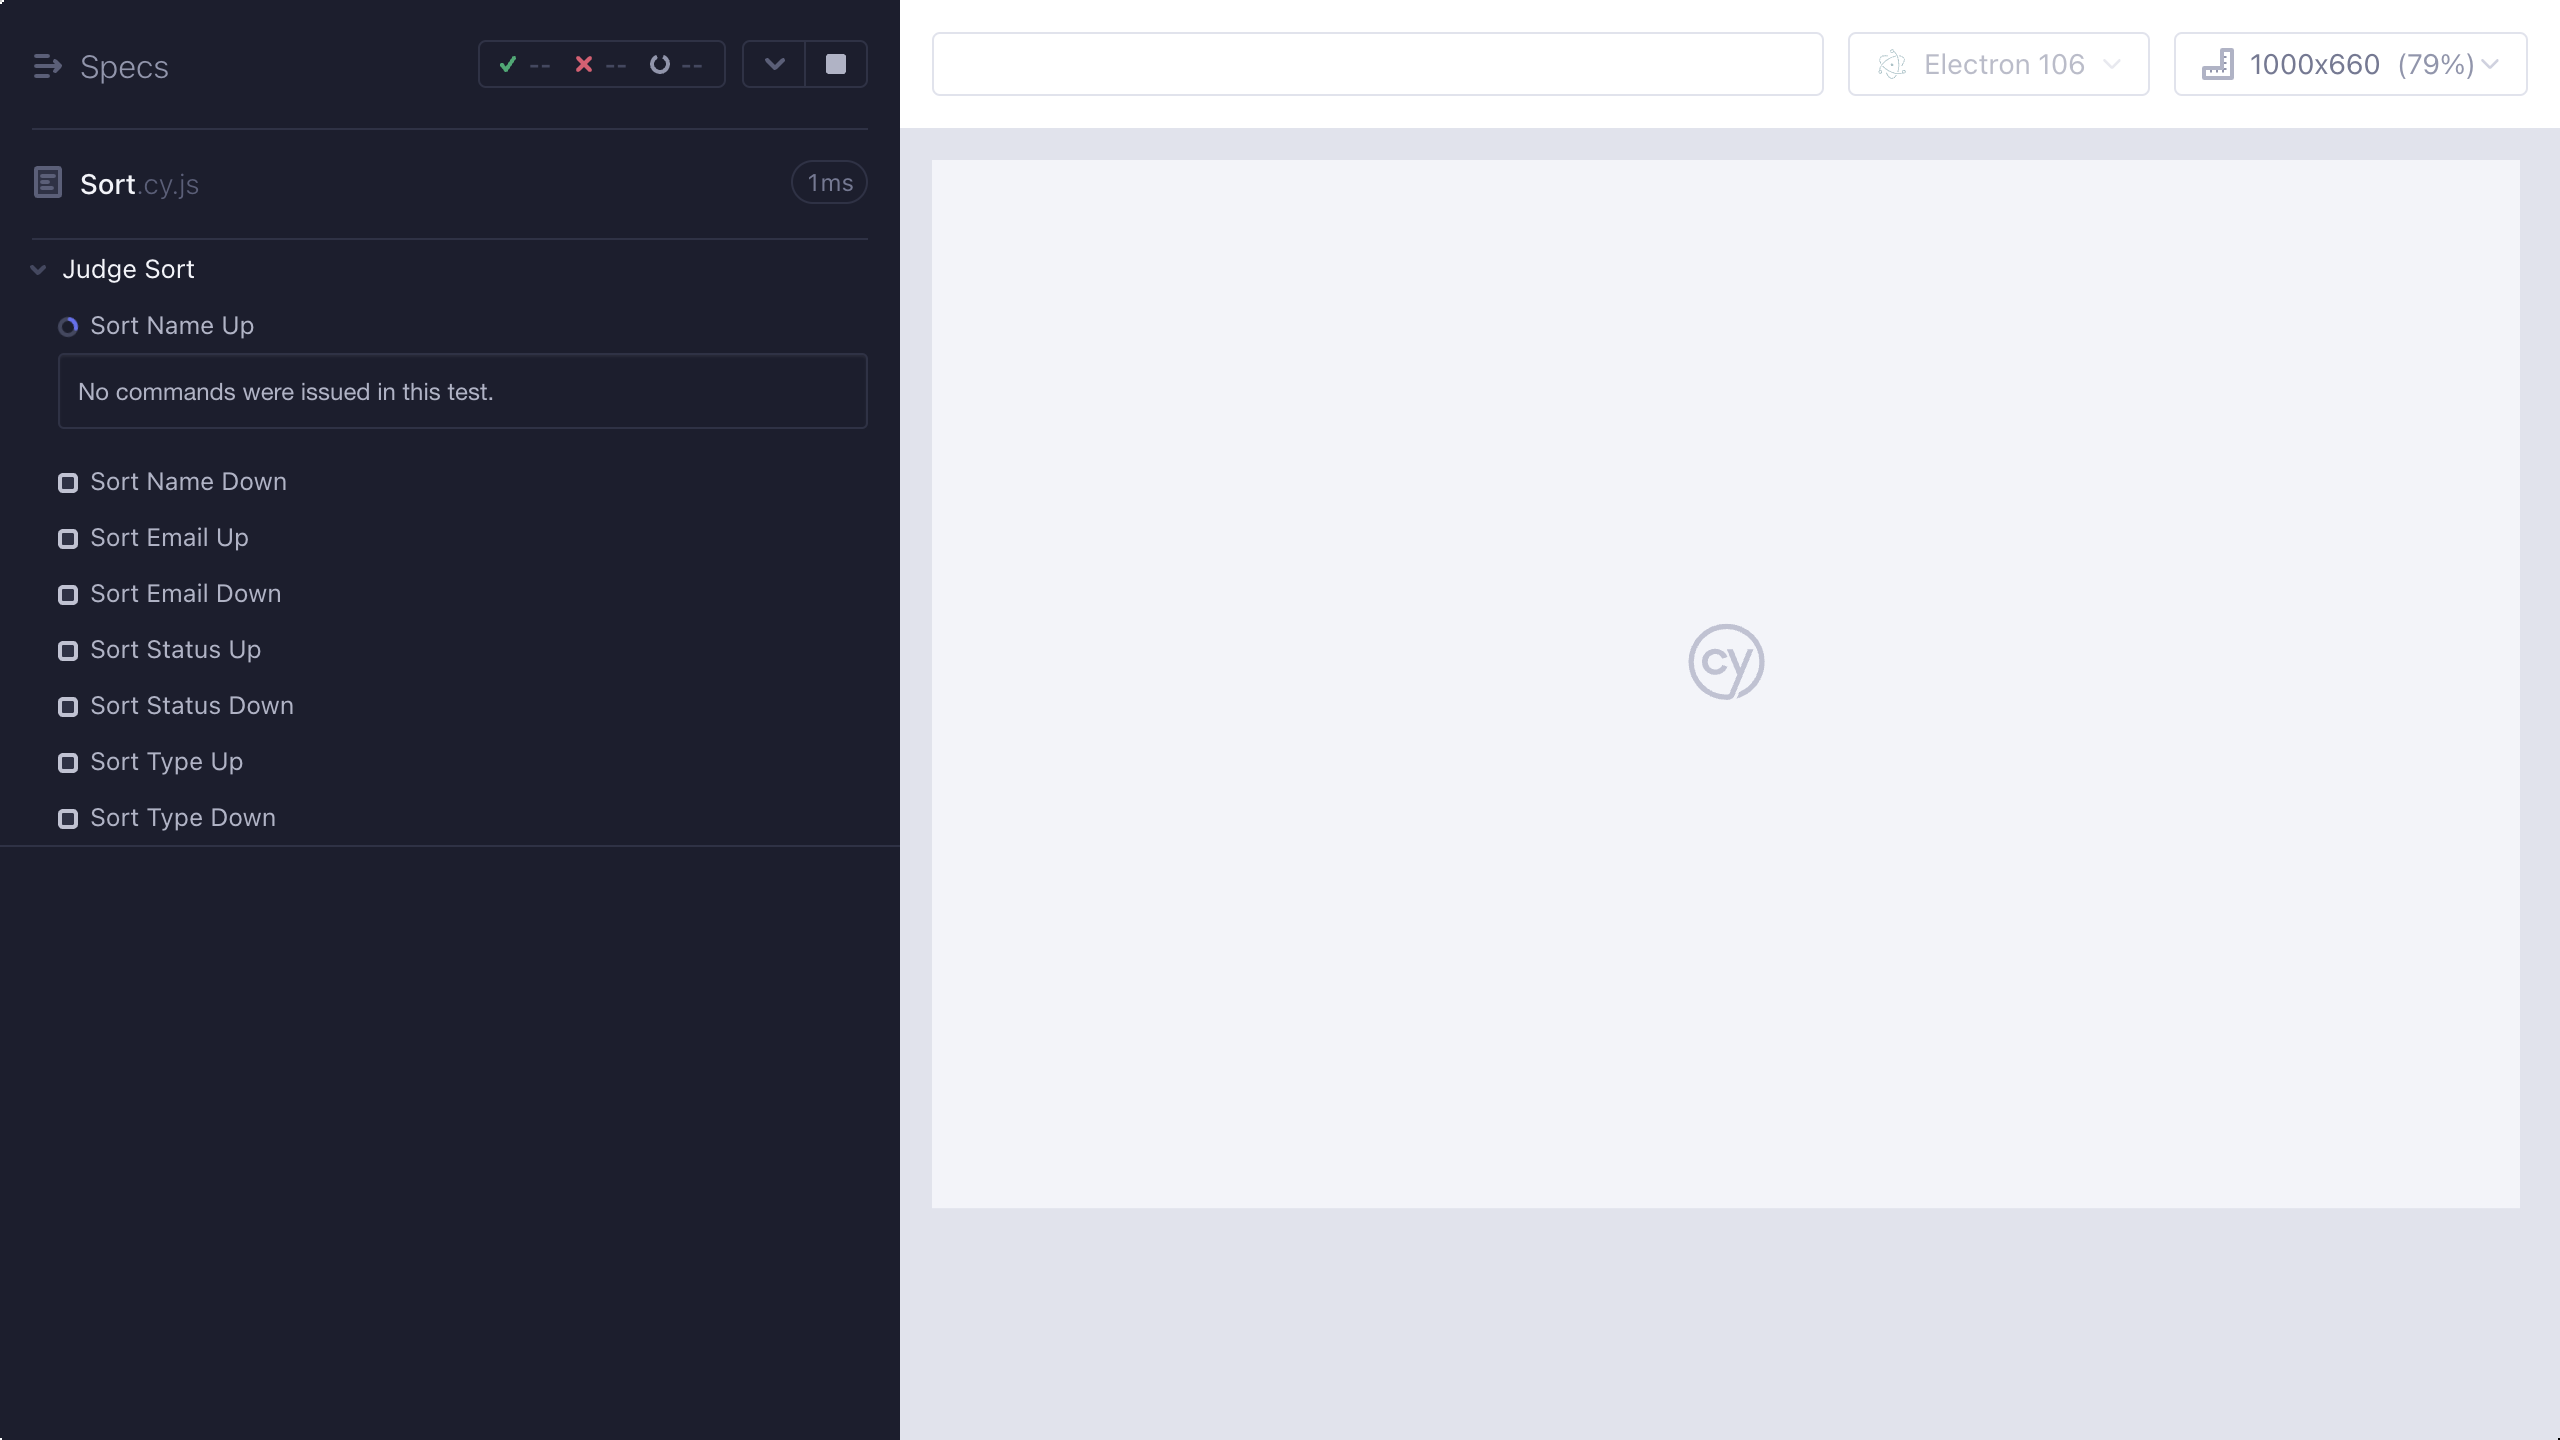 Specs
--
--
--
Electron 106
1000x660 (79%)
Sort.cy.js
1ms
Judge Sort
Sort Name Up
No commands were issued in this test.
Sort Name Down
Sort Email Up
Sort Email Down
Sort Status Up
Sort Status Down
Sort Type Up
Sort Type Down
cy